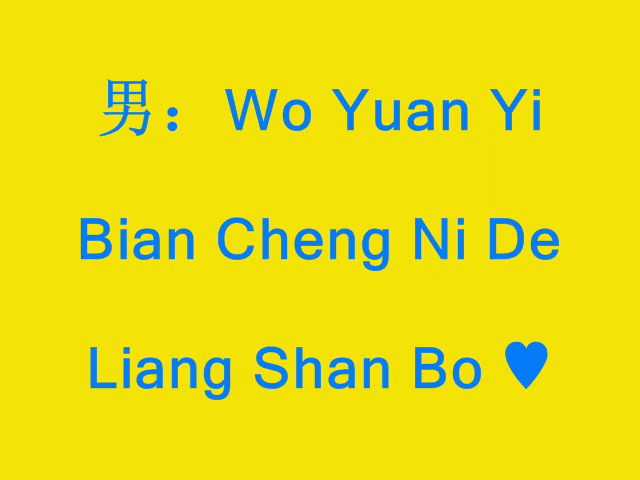 男：Wo Yuan Yi
Bian Cheng Ni De
Liang Shan Bo ♥